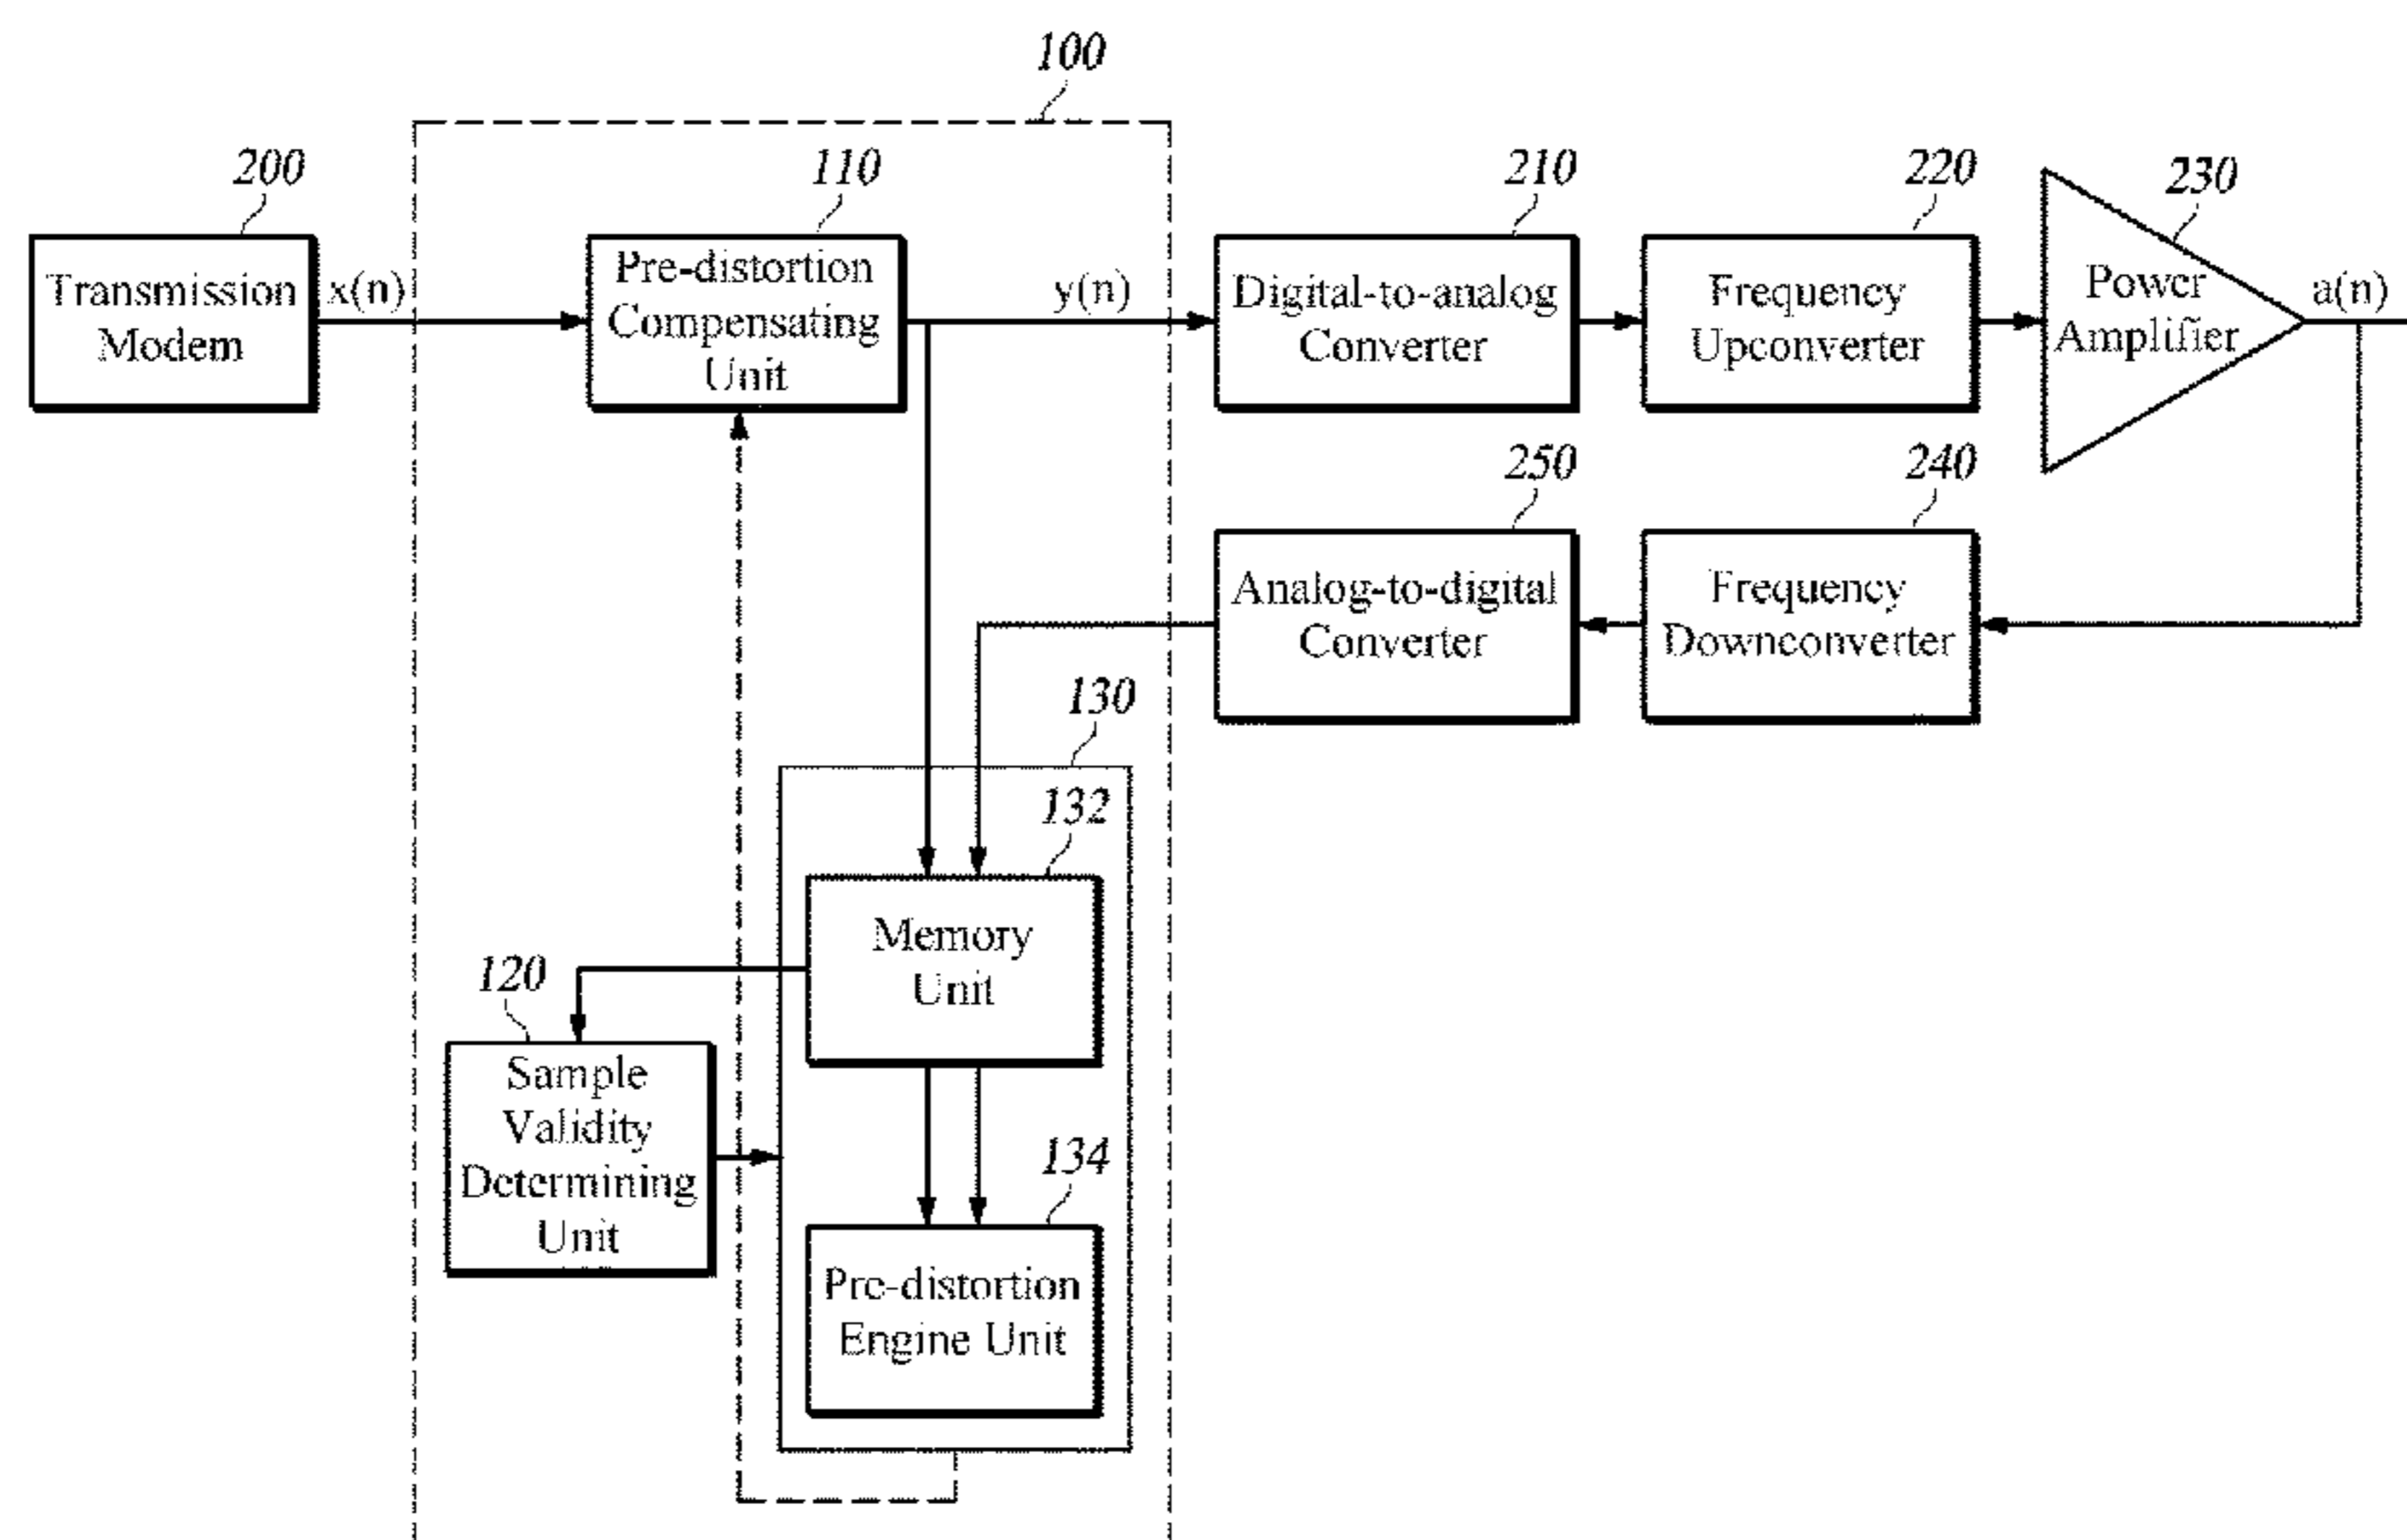 100
200
110
210
220
230
Transmission
Modem
x(n)
Pre-distortion
Compensating
Unit
y(n)
Digital-to-analog
Converter
Frequency
Upconverter
Power
Amplifier
a(n)
250
240
Analog-to-digital
Converter
Frequency
Downconverter
130
132
Memory
Unit
120
Sample
Validity
Determining
Unit
134
Pre-distortion
Engine Unit